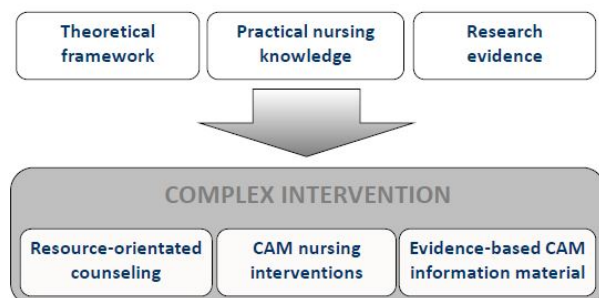 Theoretical
framework
Practical nursing
knowledge
Research
evidence
COMPLEX INTERVENTION
Resource-orientated
counseling
CAM nursing
interventions
Evidence-based CAM
information material